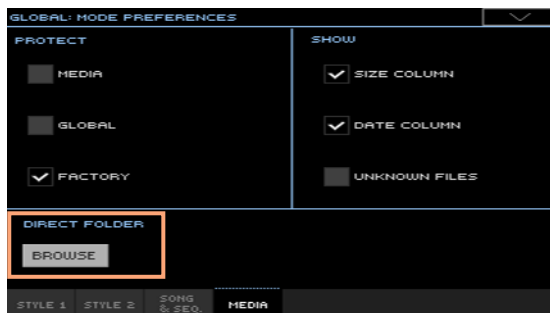 GLOBAL: MODE PREFERENCES
PROTECT
SHOW
MEDIA
SIZE COLUMN
GLOBAL
DATE COLUMN
FACTORY
UNKNOWN FILES
DIRECT FOLDER
BROWSE
STYLE 1
STYLE 2
SONG
& SEQ.
MEDIA